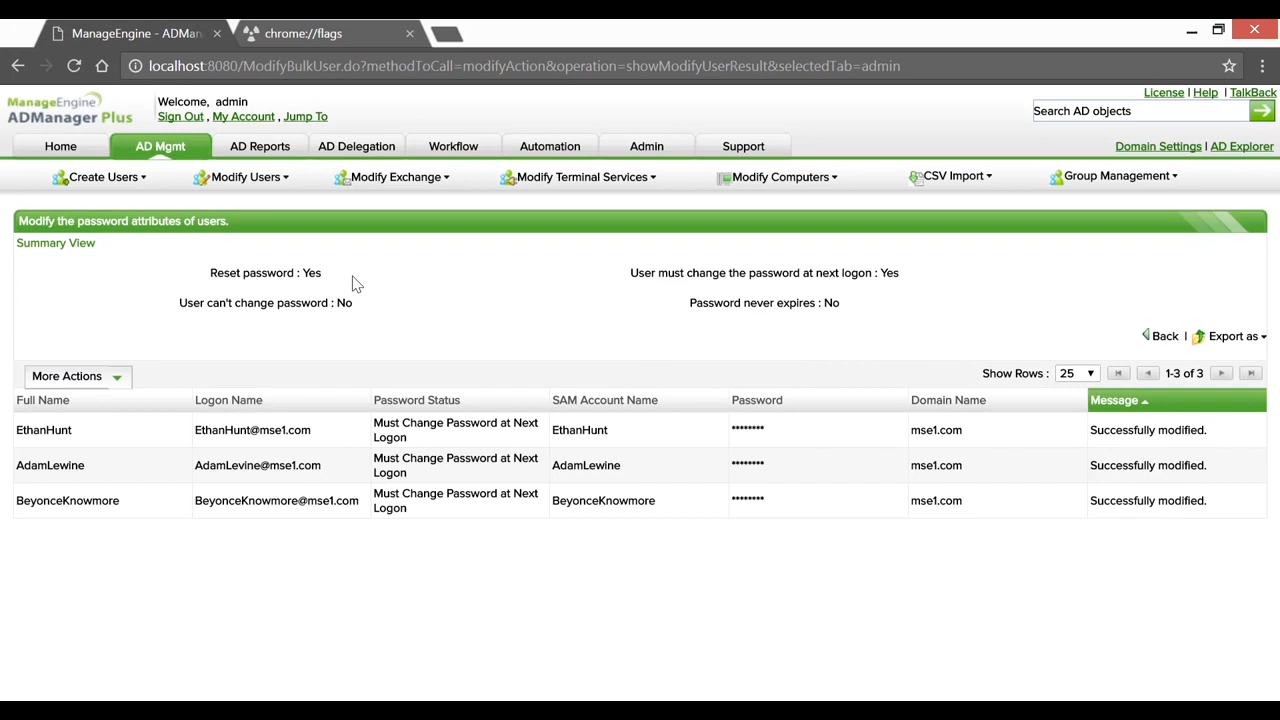 ManageEngine - ADMan
chrome://flags
localhost:8080/ModifyBulkUser.do?methodToCall=modifyAction&operation=showModifyUserResult&selectedTab=admin
License | Help | TalkBack
ManageEngine
ADManager Plus
Welcome, admin
Sign Out , My Account , Jump To
Search AD objects
Home AD Mgmt AD Reports AD Delegation Workflow Automation Admin Support
Domain Settings | AD Explorer
Create Users Modify Users Modify Exchange Modify Terminal Services Modify Computers CSV Import Group Management
Modify the password attributes of users.
Summary View
Reset password : Yes User must change the password at next logon : Yes
User can't change password : No Password never expires : No
Back | Export as
More Actions Show Rows : 25 1-3 of 3
Full Name Logon Name Password Status SAM Account Name Password Domain Name Message
EthanHunt EthanHunt@mse1.com Must Change Password at Next Logon EthanHunt ******** mse1.com Successfully modified.
AdamLewine AdamLevine@mse1.com Must Change Password at Next Logon AdamLewine ******** mse1.com Successfully modified.
BeyonceKnowmore BeyonceKnowmore@mse1.com Must Change Password at Next Logon BeyonceKnowmore ******** mse1.com Successfully modified.